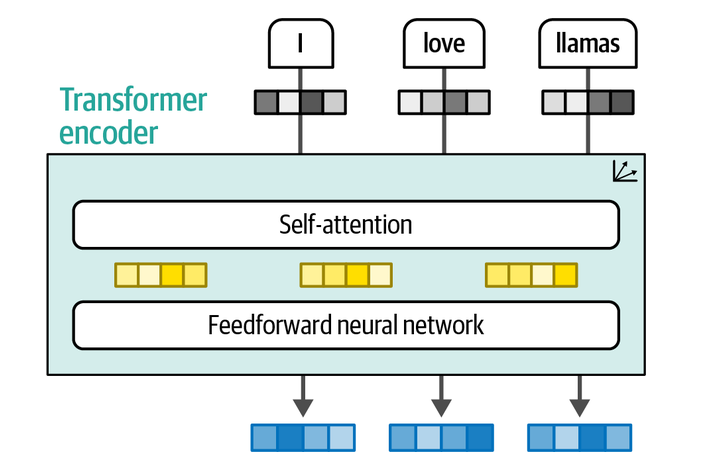 I
love
llamas
Transformer
encoder
Self-attention
Feedforward neural network